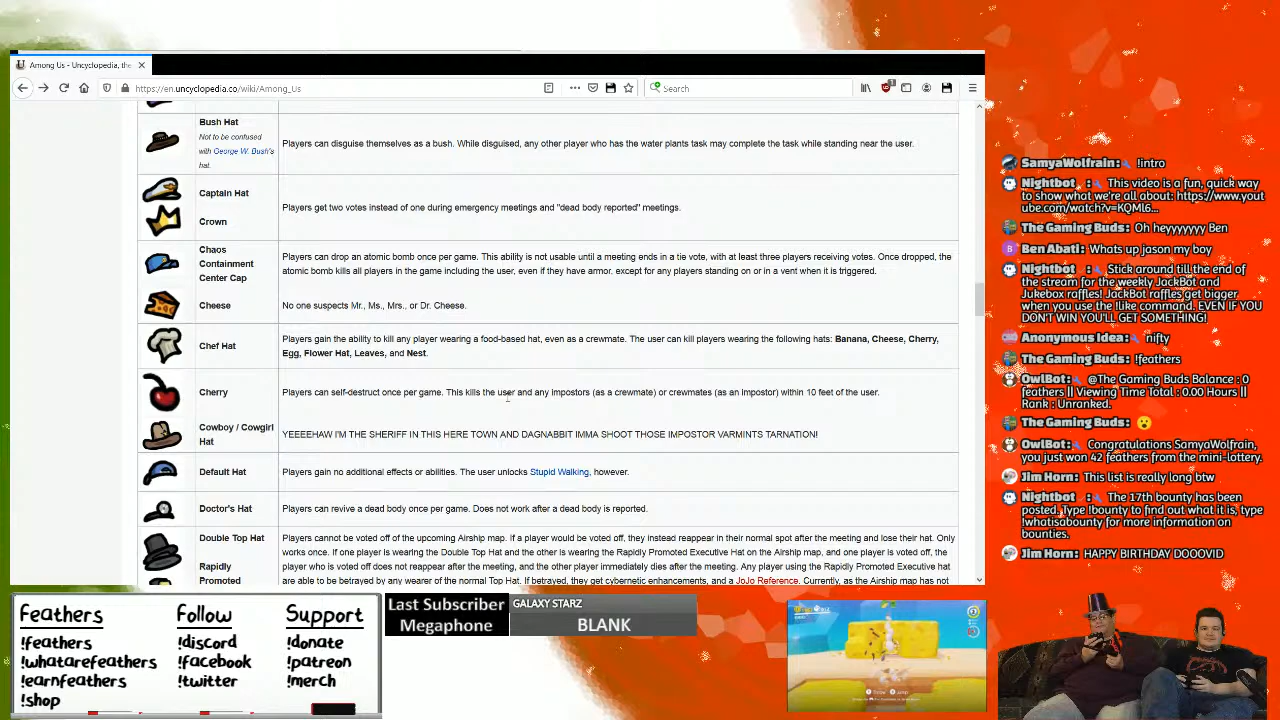 Among Us - Uncyclopedia, the
https://en.uncyclopedia.co/wiki/Among_Us
Search
Bush Hat
Not to be confused
with George W. Bush's
hat.
Players can disguise themselves as a bush. While disguised, any other player who has the water plants task may complete the task while standing near the user.
Captain Hat
Crown
Players get two votes instead of one during emergency meetings and "dead body reported" meetings.
Chaos
Containment
Center Cap
Players can drop an atomic bomb once per game. This ability is not usable until a meeting ends in a tie vote, with at least three players receiving votes. Once dropped, the
atomic bomb kills all players in the game including the user, even if they have armor, except for any players standing on or in a vent when it is triggered.
Cheese
No one suspects Mr., Ms., Mrs., or Dr. Cheese.
Chef Hat
Players gain the ability to kill any player wearing a food-based hat, even as a crewmate. The user can kill players wearing the following hats: Banana, Cheese, Cherry,
Egg, Flower Hat, Leaves, and Nest.
Cherry
Players can self-destruct once per game. This kills the user and any impostors (as a crewmate) or crewmates (as an impostor) within 10 feet of the user.
Cowboy / Cowgirl
Hat
YEEEEHAW I'M THE SHERIFF IN THIS HERE TOWN AND DAGNABBIT IMMA SHOOT THOSE IMPOSTOR VARMINTS TARNATION!
Default Hat
Players gain no additional effects or abilities. The user unlocks Stupid Walking, however.
Doctor's Hat
Players can revive a dead body once per game. Does not work after a dead body is reported.
Double Top Hat
Rapidly
Promoted
Players cannot be voted off of the upcoming Airship map. If a player would be voted off, they instead reappear in their normal spot after the meeting and lose their hat. Only
works once. If one player is wearing the Double Top Hat and the other is wearing the Rapidly Promoted Executive Hat on the Airship map, and one player is voted off, the
player who is voted off does not reappear after the meeting, and the other player immediately dies after the meeting. Any player using the Rapidly Promoted Executive Hat
are able to be betrayed by any wearer of the normal Top Hat. If betrayed, they get cybernetic enhancements, and a JoJo Reference. Currently, as the Airship map has not
SamyaWolfrain: !intro
Nightbot : This video is a fun, quick way
to show what we're all about: https://www.yout
ube.com/watch?v=KQMl6...
The Gaming Buds: Oh heyyyyyy Ben
Ben Abati: Whats up jason my boy
Nightbot : Stick around till the end of
the stream for the weekly JackBot and
Jukebox raffles! JackBot raffles get bigger
when you use the !like command. EVEN IF YOU
DON'T WIN YOU'LL GET SOMETHING!
Anonymous Idea: nifty
The Gaming Buds: !feathers
OwlBot: @The Gaming Buds Balance : 0
feathers || Viewing Time Total : 0.00 Hours ||
Rank: Unranked.
The Gaming Buds:
OwlBot: Congratulations SamyaWolfrain,
you just won 42 feathers from the mini-lottery.
Jim Horn: This list is really long btw
Nightbot : The 17th bounty has been
posted. Type !bounty to find out what it is, type
!whatisabounty for more information on
bounties.
Jim Horn: HAPPY BIRTHDAY DOOOVID
Feathers
!feathers
!whatarefeathers
!earnfeathers
!shop
Follow
!discord
!facebook
!twitter
Support
!donate
!patreon
!merch
Last Subscriber
Megaphone
GALAXY STARZ
BLANK